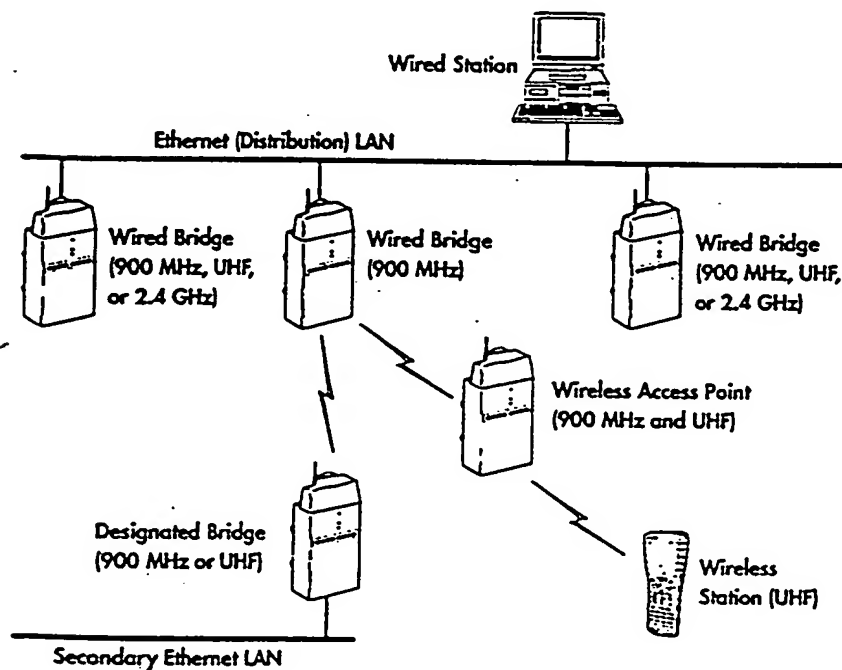 Wired Station
Ethernet (Distribution) LAN
Wired Bridge
(900 MHz, UHF,
or 2.4 GHz)
Wired Bridge
(900 MHz)
Wired Bridge
(900 MHz, UHF,
or 2.4 GHz)
Wireless Access Point
(900 MHz and UHF)
Designated Bridge
(900 MHz or UHF)
Wireless
Station (UHF)
Secondary Ethernet LAN